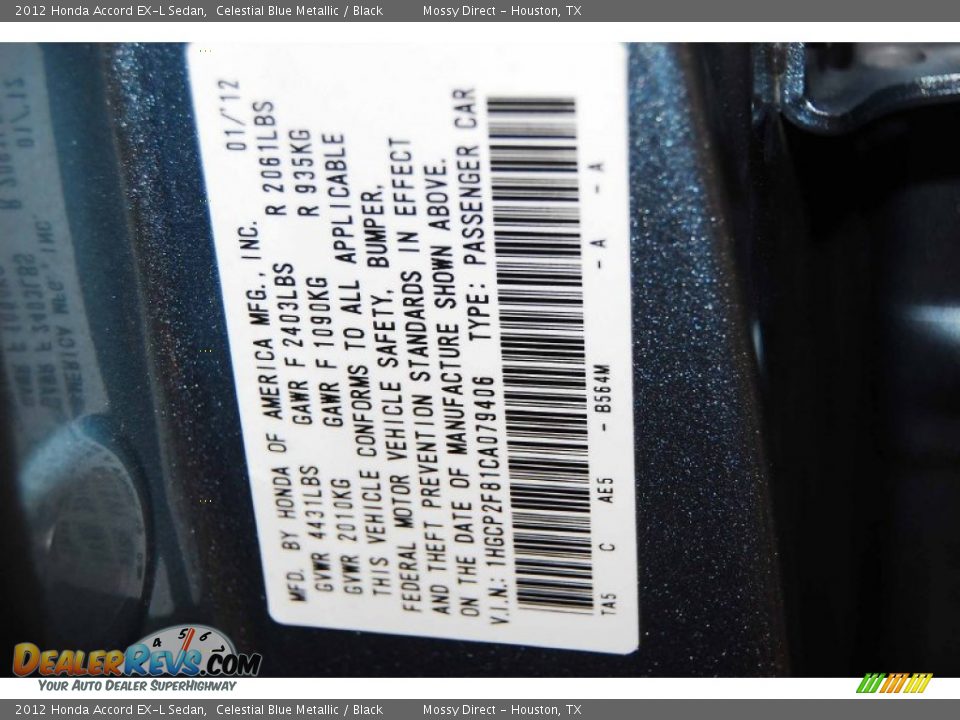 2012 Honda Accord EX-L Sedan, Celestial Blue Metallic / Black Mossy Direct - Houston, TX
MFD. BY HONDA OF AMERICA MFG., INC. 01/'12
GVWR 4431LBS GAWR F 2403LBS R 2061LBS
GVWR 2010KG GAWR F 1090KG R 935KG
THIS VEHICLE CONFORMS TO ALL APPLICABLE
FEDERAL MOTOR VEHICLE SAFETY, BUMPER,
AND THEFT PREVENTION STANDARDS IN EFFECT
ON THE DATE OF MANUFACTURE SHOWN ABOVE.
V.I.N.: 1HGCP2F81CA079406 TYPE: PASSENGER CAR
TA5 C AE5 - B564M - A - A
4 5 6
DEALERREVS.COM
YOUR AUTO DEALER SUPERHIGHWAY
2012 Honda Accord EX-L Sedan, Celestial Blue Metallic / Black Mossy Direct - Houston, TX